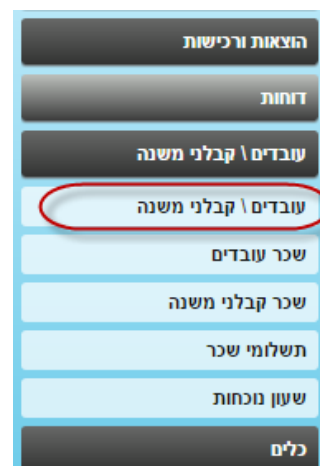 הוצאות ורכישות
דוחות
עובדים \ קבלני משנה
עובדים \ קבלני משנה
שכר עובדים
שכר קבלני משנה
תשלומי שכר
שעון נוכחות
כלים